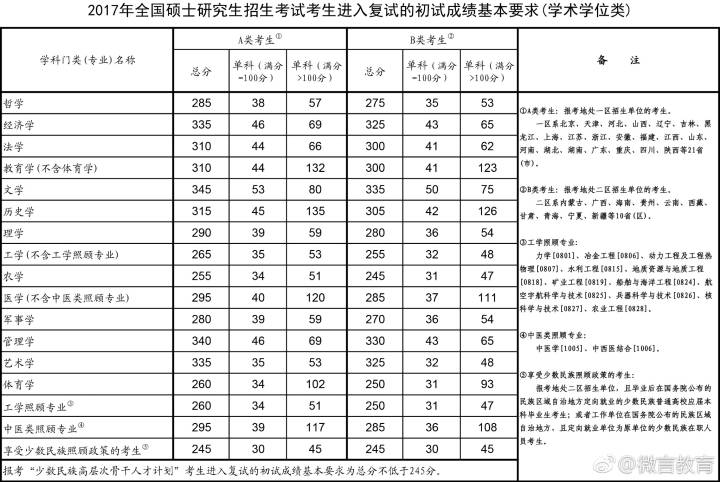 2017年全国硕士研究生招生考试考生进入复试的初试成绩基本要求(学术学位类)
学科门类(专业)名称 A类考生① B类考生② 备 注
总分 单科(满分=100分) 单科(满分>100分) 总分 单科(满分=100分) 单科(满分>100分)
哲学 285 38 57 275 35 53
经济学 335 46 69 325 43 65
法学 310 44 66 300 41 62
教育学(不含体育学) 310 44 132 300 41 123
文学 345 53 80 335 50 75
历史学 315 45 135 305 42 126
理学 290 39 59 280 36 54
工学(不含工学照顾专业) 265 35 53 255 32 48
农学 255 34 51 245 31 47
医学(不含中医类照顾专业) 295 40 120 285 37 111
军事学 280 39 59 270 36 54
管理学 340 46 69 330 43 65
艺术学 335 35 53 325 32 48
体育学 260 34 102 250 31 93
工学照顾专业③ 260 34 51 250 31 47
中医类照顾专业④ 295 39 117 285 36 108
享受少数民族照顾政策的考生⑤ 245 30 45 245 30 45
报考“少数民族高层次骨干人才计划”考生进入复试的初试成绩基本要求为总分不低于245分。
①A类考生：报考地处一区招生单位的考生。
一区系北京、天津、河北、山西、辽宁、吉林、黑
龙江、上海、江苏、浙江、安徽、福建、江西、山东、
河南、湖北、湖南、广东、重庆、四川、陕西等21省
(市)。
②B类考生：报考地处二区招生单位的考生。
二区系内蒙古、广西、海南、贵州、云南、西藏、
甘肃、青海、宁夏、新疆等10省(区)。
③工学照顾专业：
力学[0801]、冶金工程[0806]、动力工程及工程热
物理[0807]、水利工程[0815]、地质资源与地质工程
[0818]、矿业工程[0819]、船舶与海洋工程[0824]、航
空宇航科学与技术[0825]、兵器科学与技术[0826]、核
科学与技术[0827]、农业工程[0828]。
④中医类照顾专业：
中医学[1005]、中西医结合[1006]。
⑤享受少数民族照顾政策的考生：
报考地处二区招生单位，且毕业后在国务院公布的
民族区域自治地方定向就业的少数民族普通高校应届本
科毕业生考生；或者工作单位在国务院公布的民族区域
自治地方，且定向就业单位为原单位的少数民族在职人
员考生。
微言教育